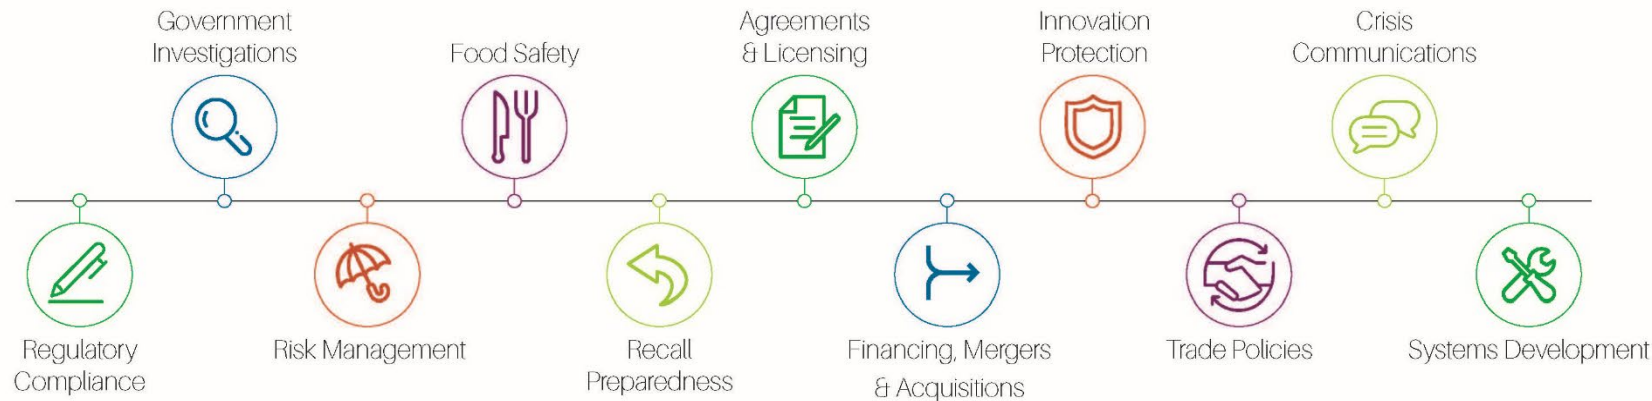 Government
Investigations
Food Safety
Agreements
& Licensing
Innovation
Protection
Crisis
Communications
Regulatory
Compliance
Risk Management
Recall
Preparedness
Financing, Mergers
& Acquisitions
Trade Policies
Systems Development